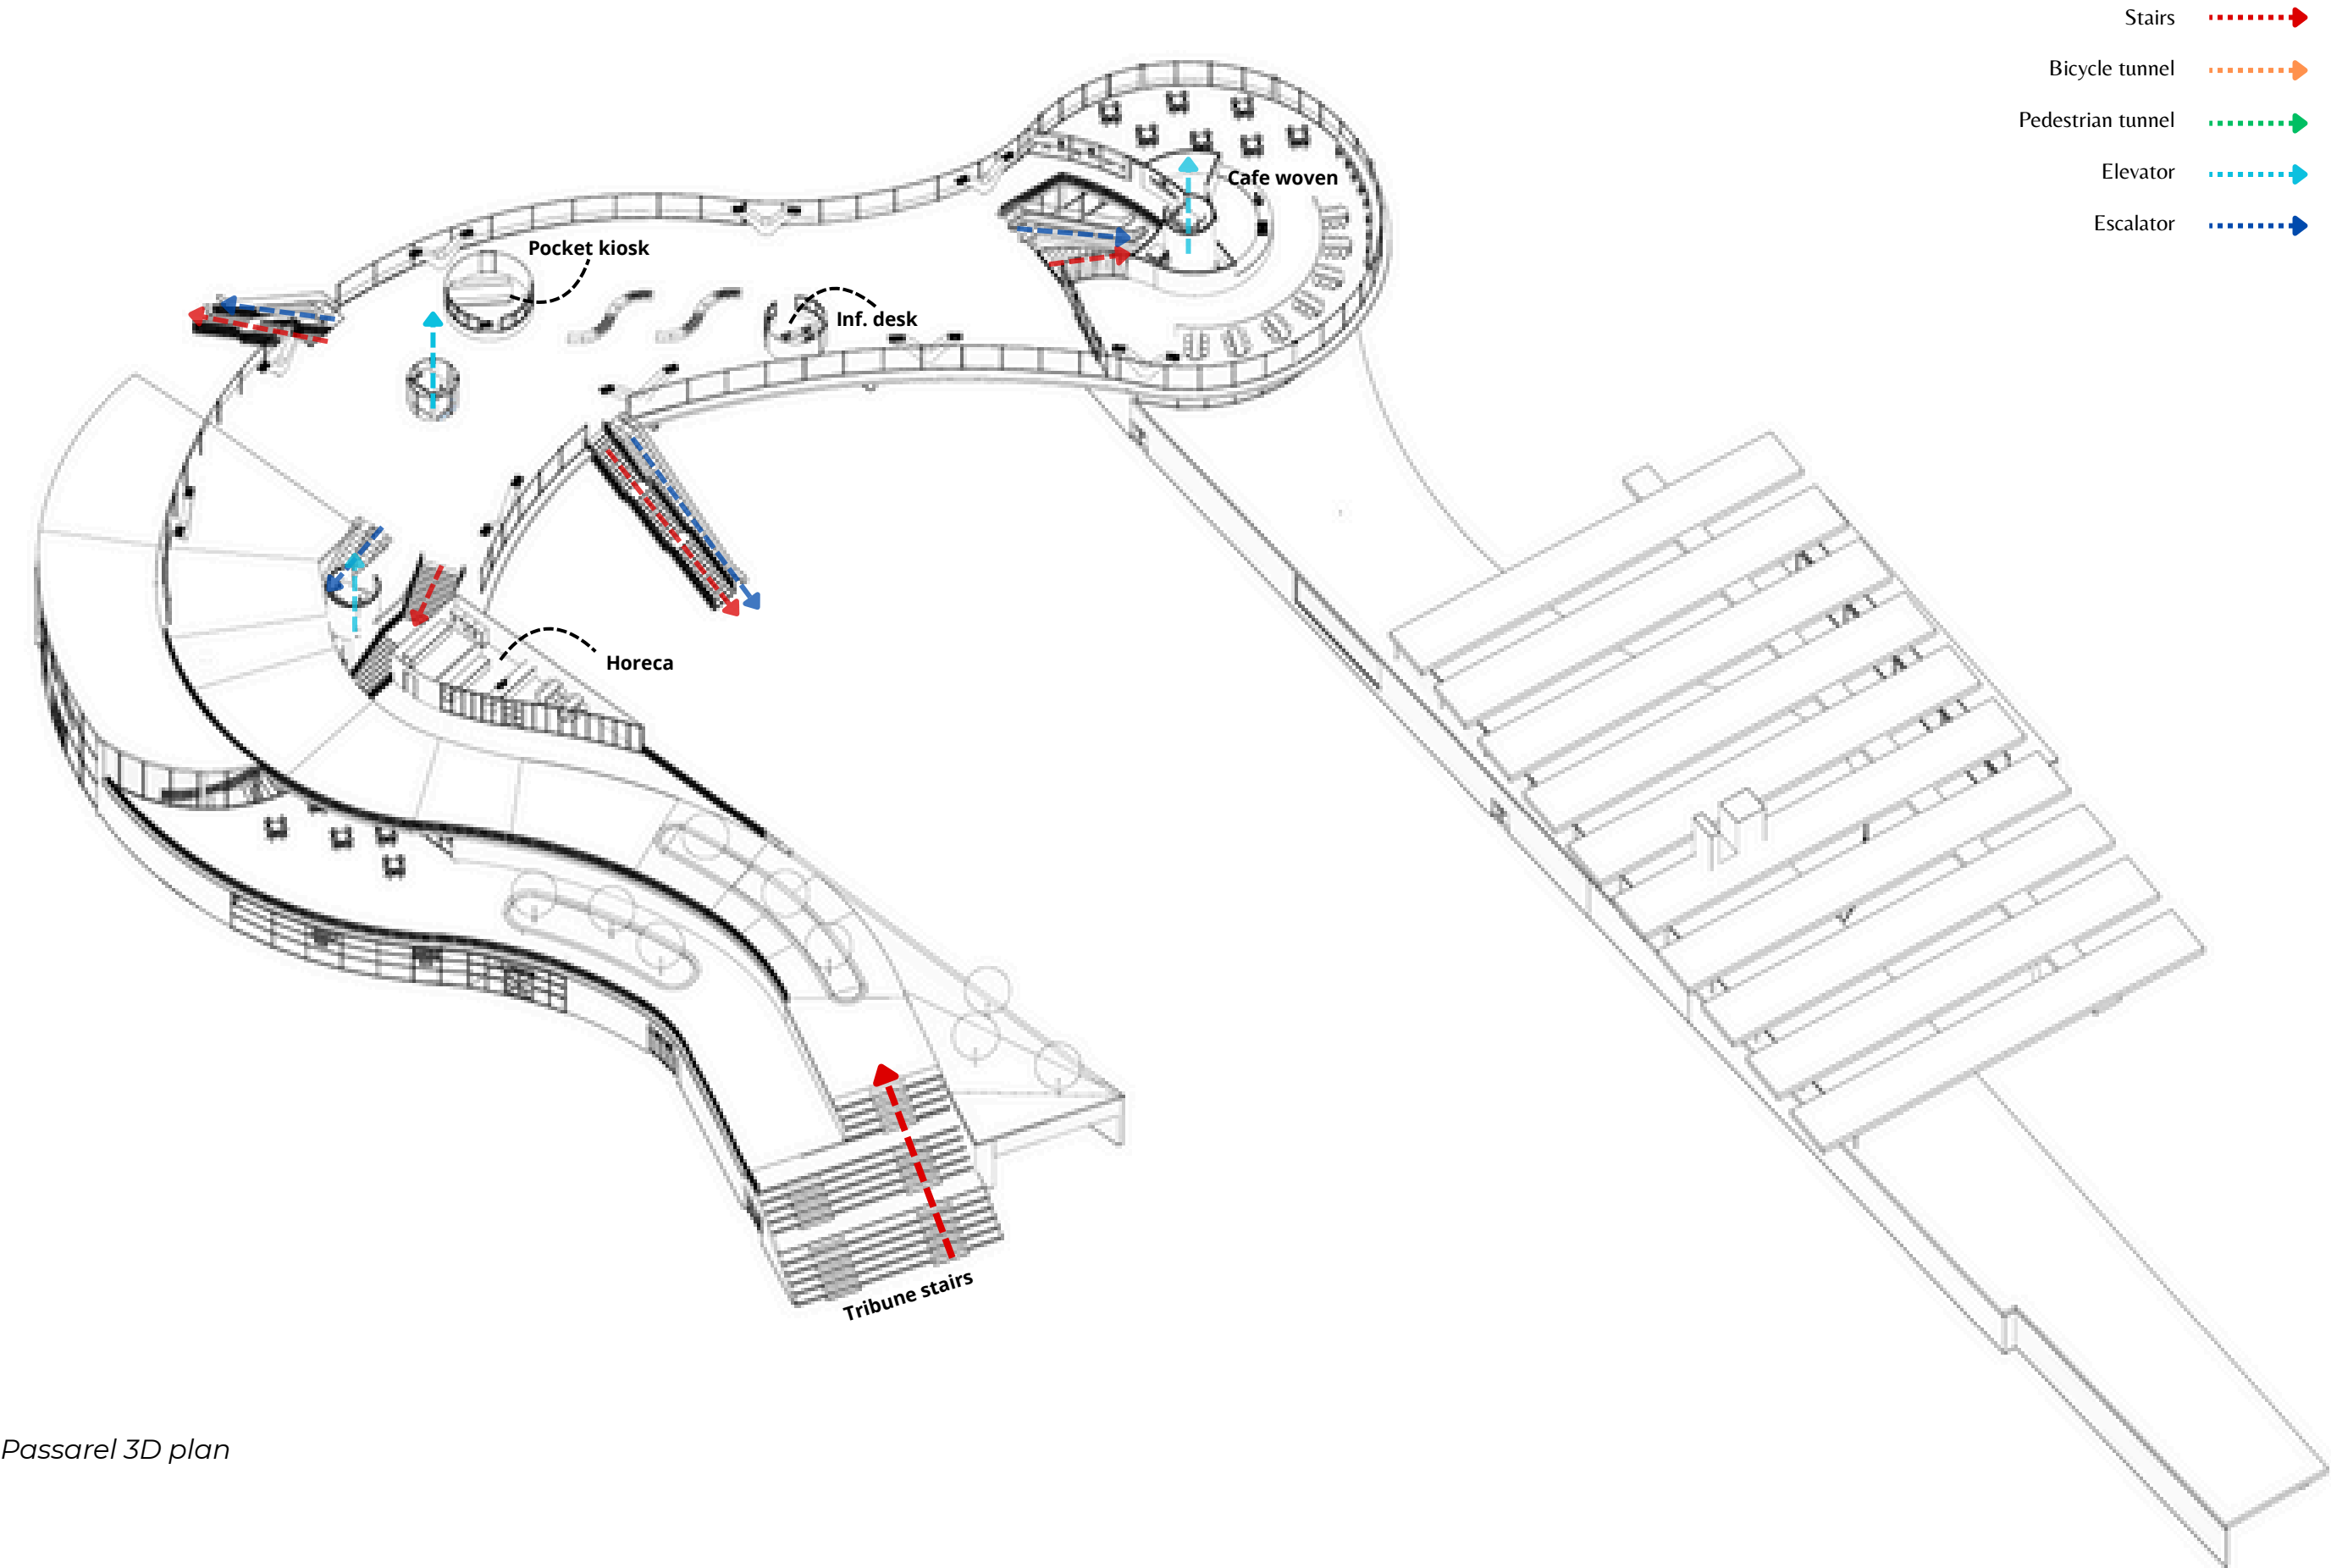 Stairs
Bicycle tunnel
Pedestrian tunnel
Elevator
Escalator
Cafe woven
Pocket kiosk
Inf. desk
Horeca
Tribune stairs
Passarel 3D plan